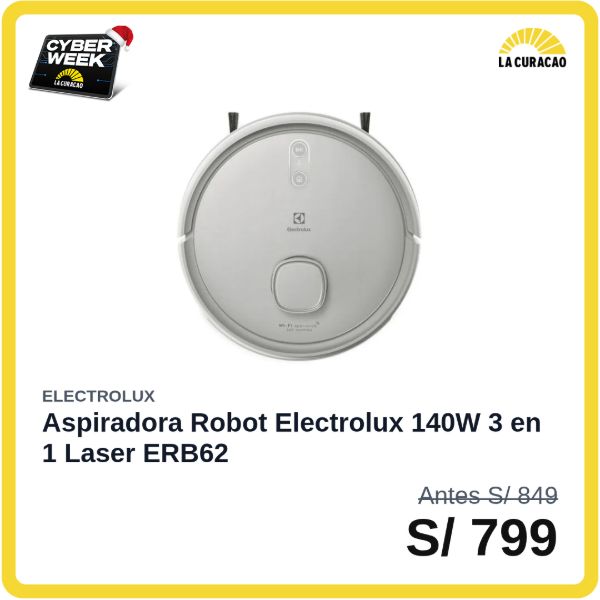 CYBER
WEEK
LA CURACAO
LA CURACAO
Electrolux
ELECTROLUX
Aspiradora Robot Electrolux 140W 3 en
1 Laser ERB62
Antes S/ 849
S/ 799